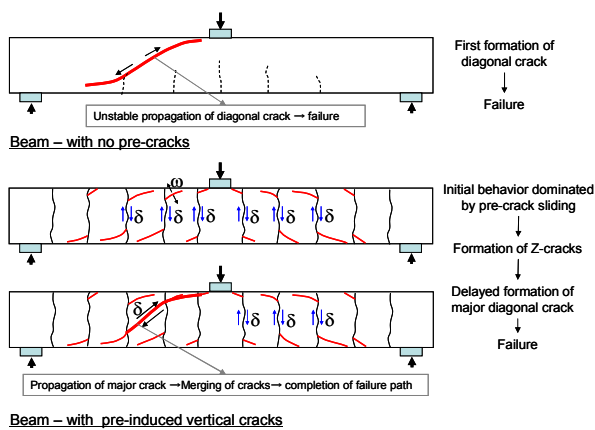 First formation of
diagonal crack
Failure
Unstable propagation of diagonal crack → failure
Beam – with no pre-cracks
ω
δ δ δ δ δ δ
Initial behavior dominated
by pre-crack sliding
Formation of Z-cracks
δ δ δ δ
Delayed formation of
major diagonal crack
Failure
Propagation of major crack →Merging of cracks→ completion of failure path
Beam – with  pre-induced vertical cracks